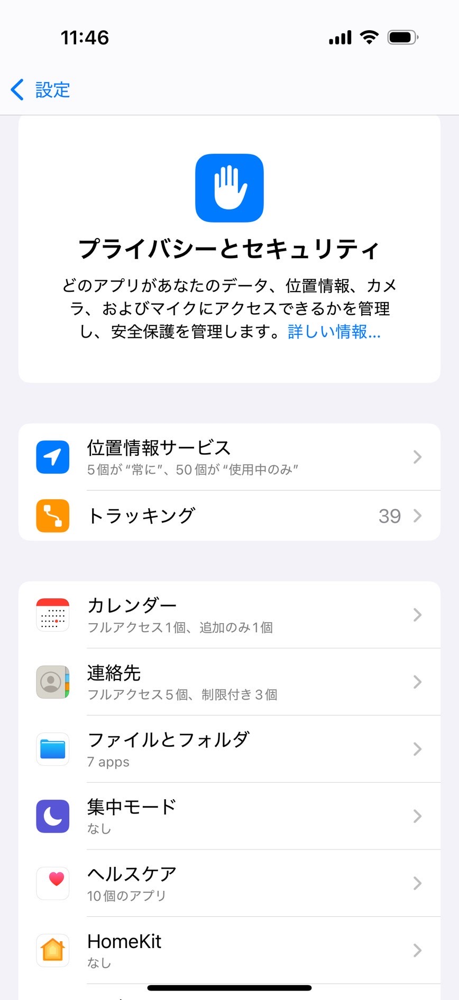 11:46
設定
プライバシーとセキュリティ
どのアプリがあなたのデータ、位置情報、カメ
ラ、およびマイクにアクセスできるかを管理
し、安全保護を管理します。詳しい情報...
位置情報サービス
5個が“常に”、50個が“使用中のみ”
トラッキング
39
カレンダー
フルアクセス1個、追加のみ1個
連絡先
フルアクセス5個、制限付き3個
ファイルとフォルダ
7 apps
集中モード
なし
ヘルスケア
10個のアプリ
HomeKit
なし